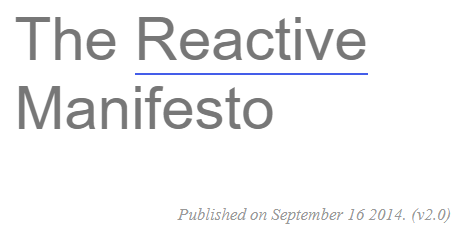 The Reactive
Manifesto
Published on September 16 2014. (v2.0)